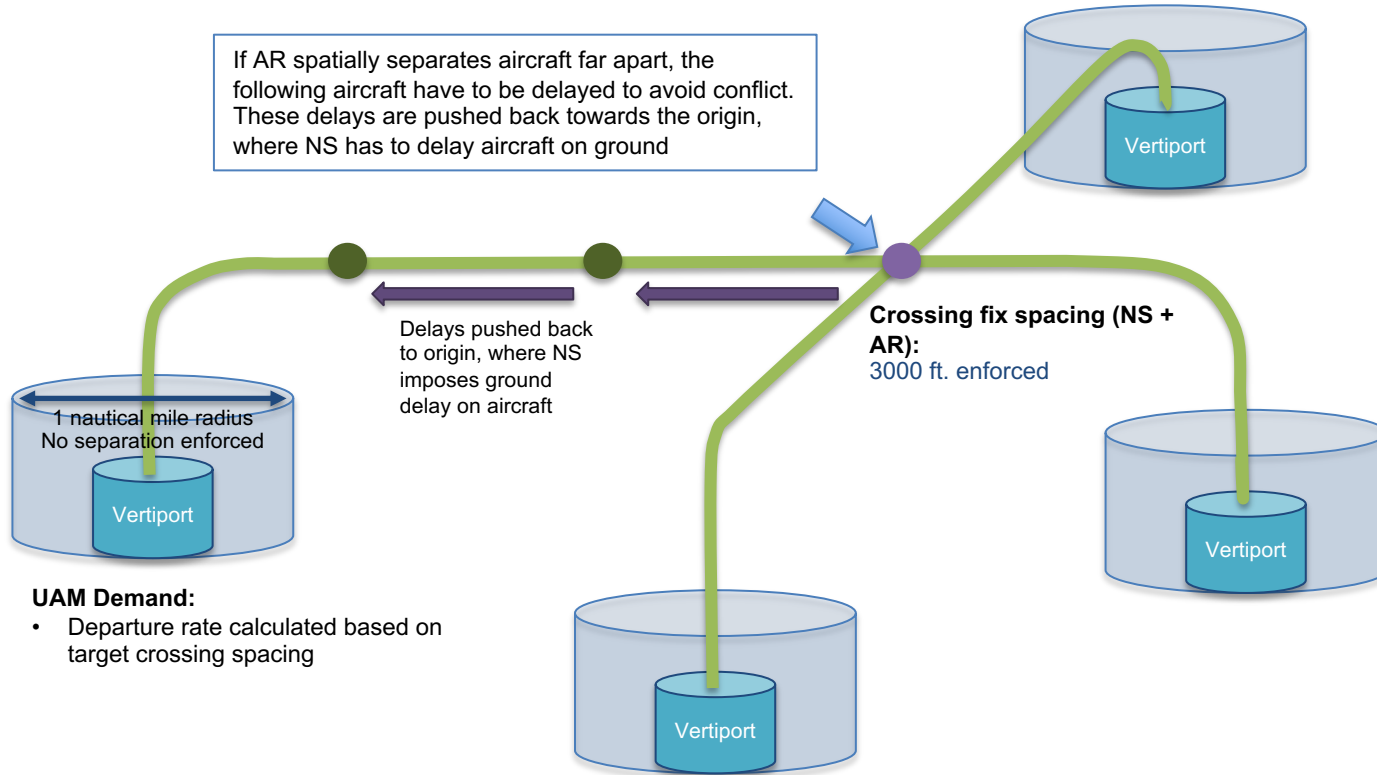 If AR spatially separates aircraft far apart, the
following aircraft have to be delayed to avoid conflict.
These delays are pushed back towards the origin,
where NS has to delay aircraft on ground
Vertiport
Crossing fix spacing (NS +
AR):
3000 ft. enforced
Delays pushed back
to origin, where NS
imposes ground
delay on aircraft
1 nautical mile radius
No separation enforced
Vertiport
Vertiport
UAM Demand:
• Departure rate calculated based on
target crossing spacing
Vertiport